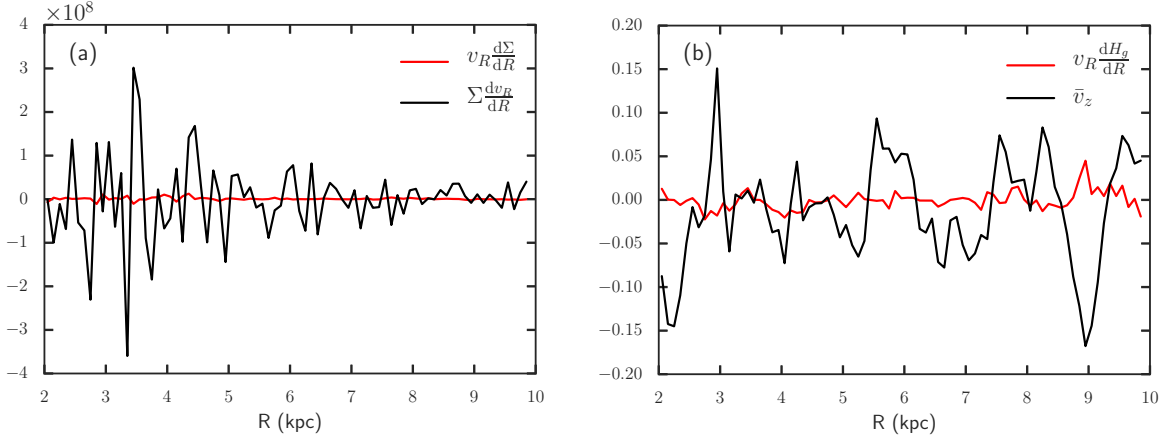 ×10⁸
4
3
2
1
0
−1
−2
−3
−4
(a)
v_R dΣ/dR
Σ dv_R/dR
2 3 4 5 6 7 8 9 10
R (kpc)
0.20
0.15
0.10
0.05
0.00
−0.05
−0.10
−0.15
−0.20
(b)
v_R dH_g/dR
v̄_z
2 3 4 5 6 7 8 9 10
R (kpc)